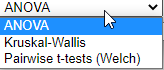 ANOVA
ANOVA
Kruskal-Wallis
Pairwise t-tests (Welch)